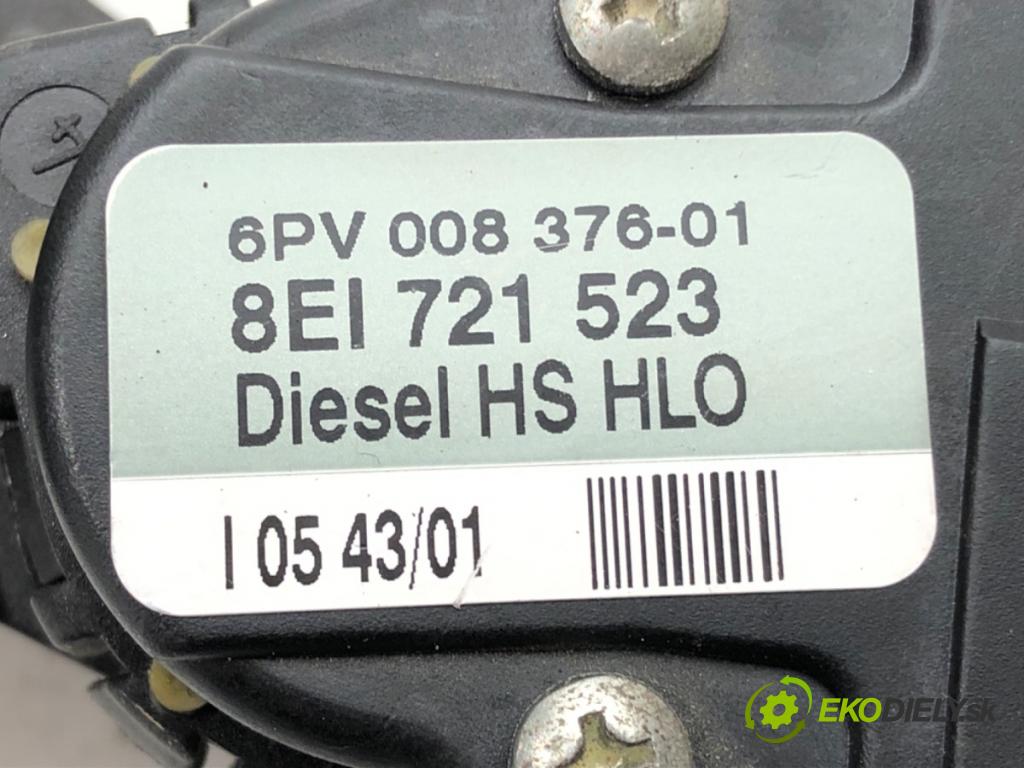 6PV 008 376-01
8EI 721 523
Diesel HS HLO
I 05 43/01
EKODIELY.sk